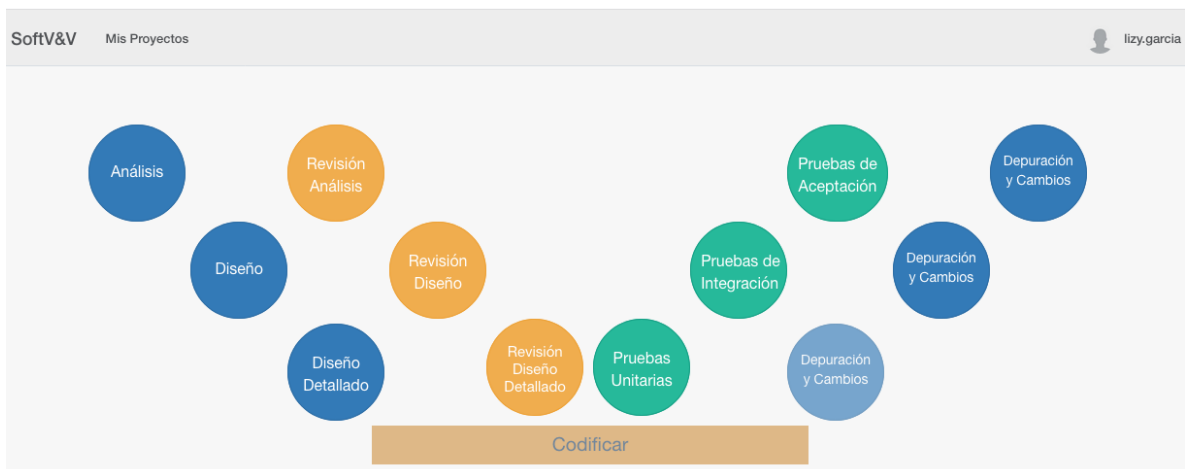 SoftV&V
Mis Proyectos
lizy.garcia
Análisis
Revisión
Análisis
Pruebas de
Aceptación
Depuración
y Cambios
Diseño
Revisión
Diseño
Pruebas de
Integración
Depuración
y Cambios
Diseño
Detallado
Revisión
Diseño
Detallado
Pruebas
Unitarias
Depuración
y Cambios
Codificar